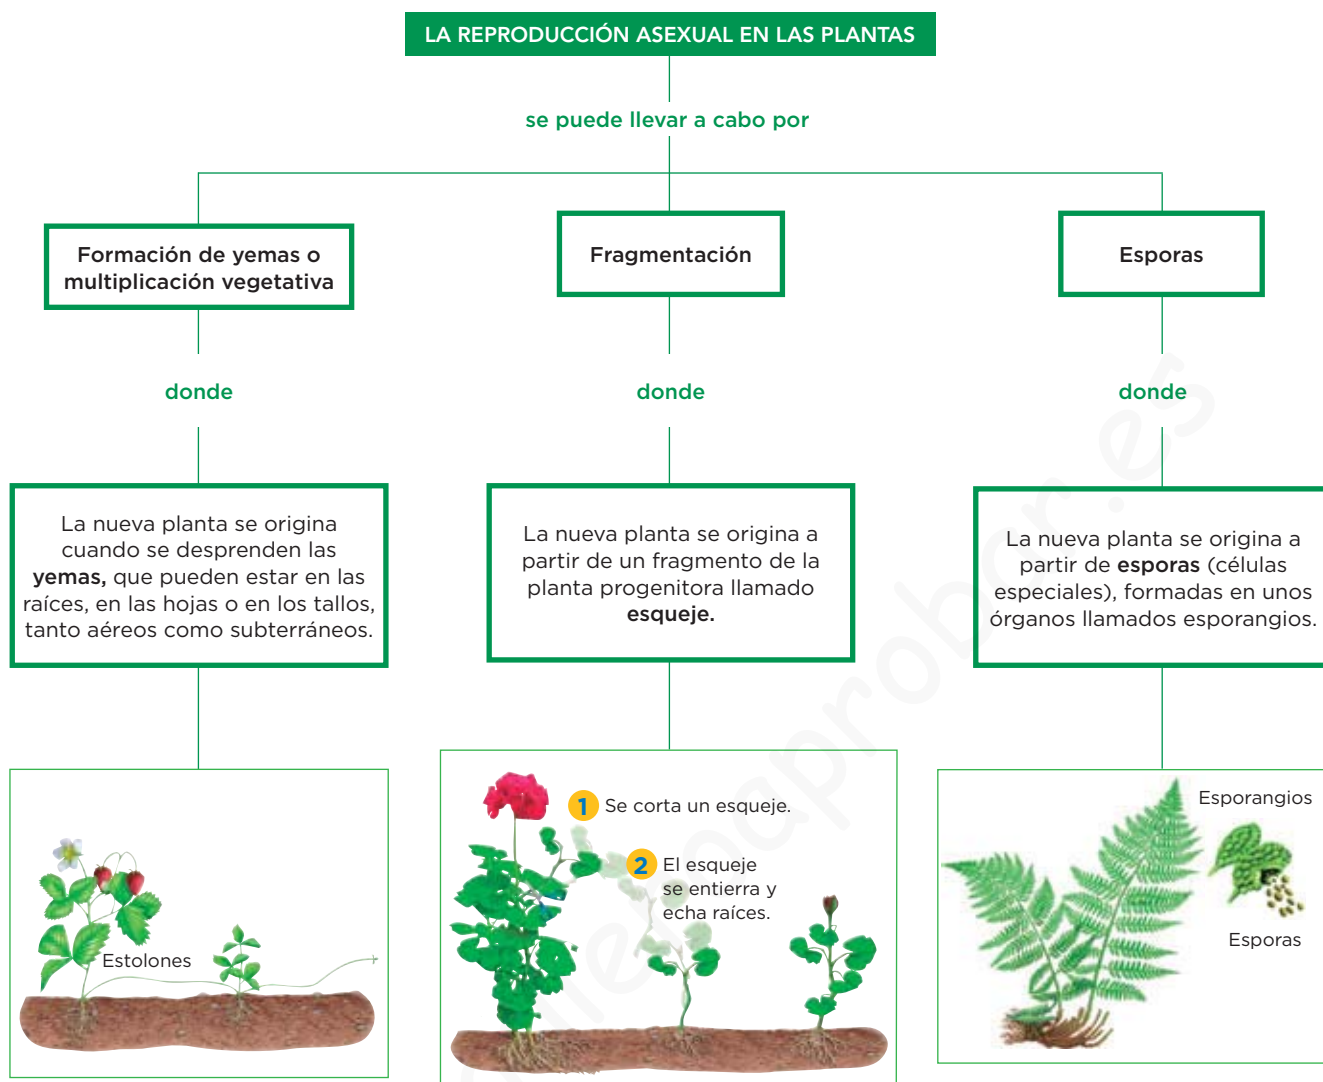 LA REPRODUCCIÓN ASEXUAL EN LAS PLANTAS
se puede llevar a cabo por
Formación de yemas o
multiplicación vegetativa
donde
La nueva planta se origina
cuando se desprenden las
yemas, que pueden estar en las
raíces, en las hojas o en los tallos,
tanto aéreos como subterráneos.
Estolones
Fragmentación
donde
La nueva planta se origina a
partir de un fragmento de la
planta progenitora llamado
esqueje.
1 Se corta un esqueje.
2 El esqueje
se entierra y
echa raíces.
Esporas
donde
La nueva planta se origina a
partir de esporas (células
especiales), formadas en unos
órganos llamados esporangios.
Esporangios
Esporas